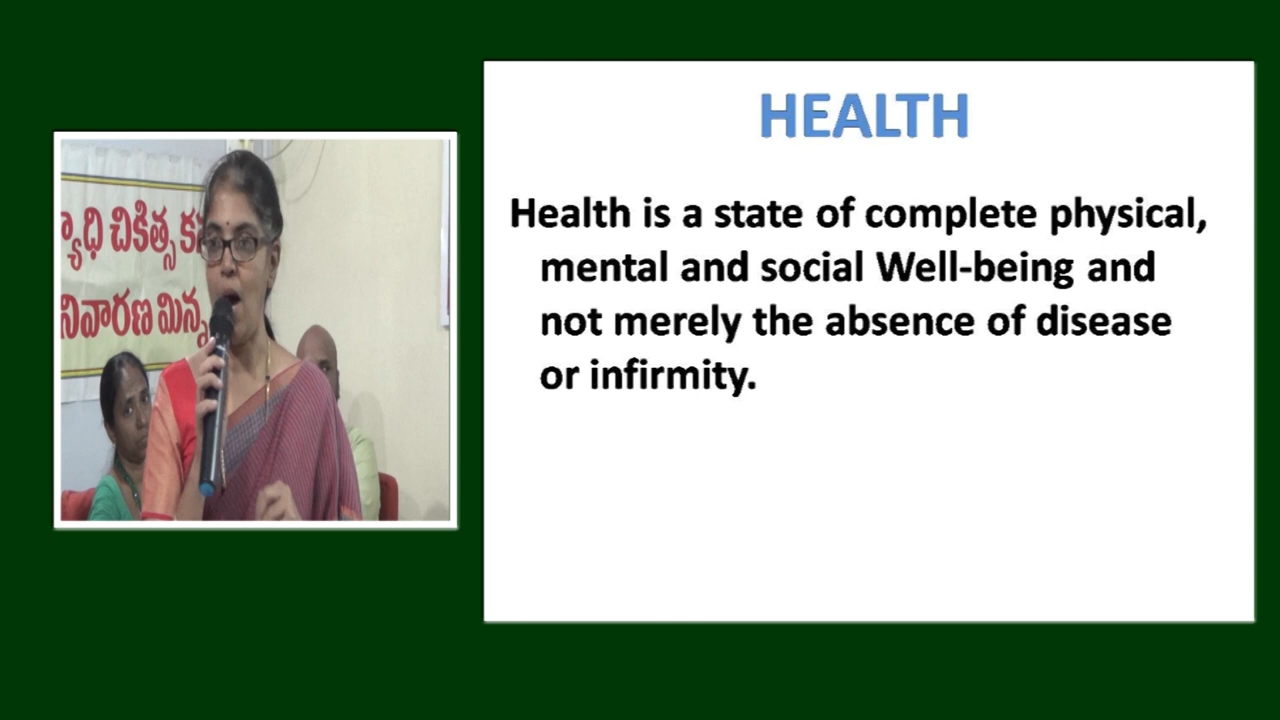 HEALTH
Health is a state of complete physical,
mental and social Well-being and
not merely the absence of disease
or infirmity.
చికిత్స
నివారణ